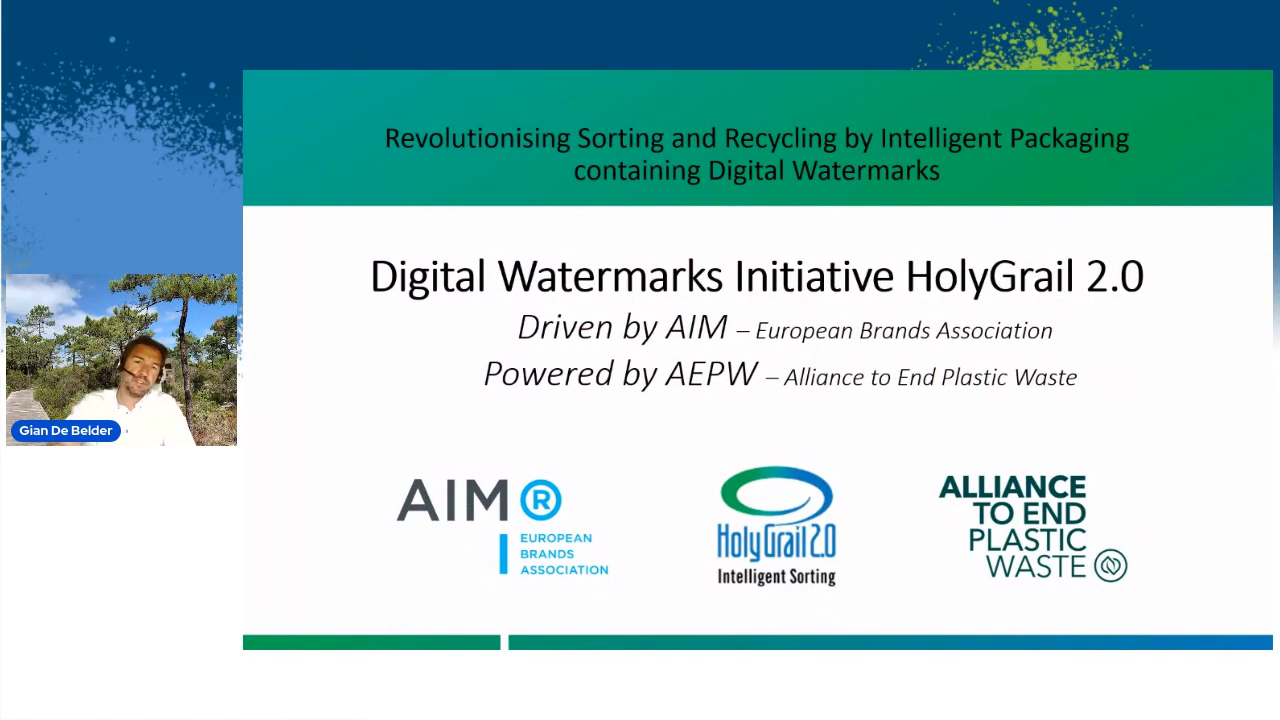 Revolutionising Sorting and Recycling by Intelligent Packaging
containing Digital Watermarks
Digital Watermarks Initiative HolyGrail 2.0
Driven by AIM – European Brands Association
Powered by AEPW – Alliance to End Plastic Waste
Gian De Belder
AIM®
EUROPEAN
BRANDS
ASSOCIATION
HolyGrail 2.0
Intelligent Sorting
ALLIANCE
TO END
PLASTIC
WASTE